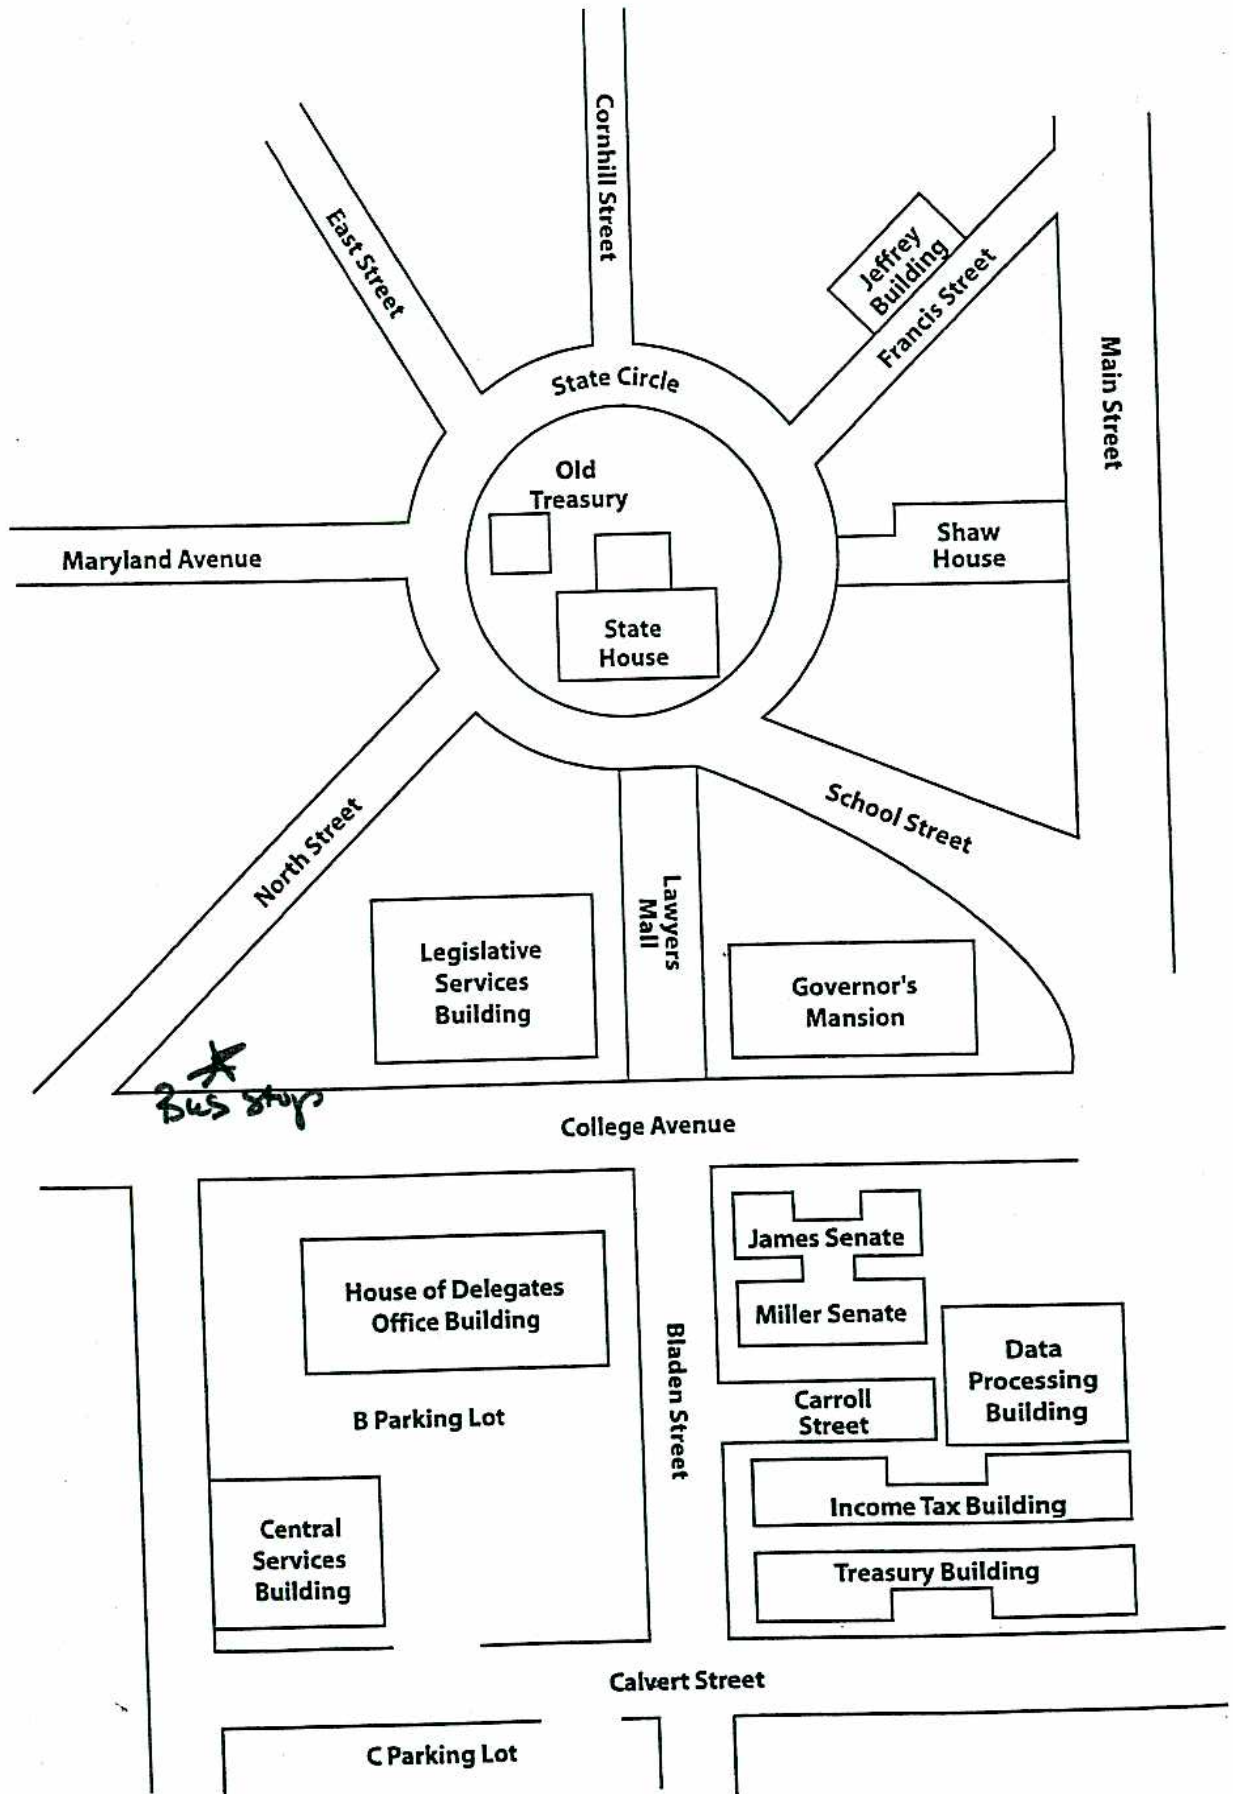 Cornhill Street
East Street
Jeffrey
Building
Francis Street
Main Street
State Circle
Old
Treasury
Maryland Avenue
Shaw
House
State
House
North Street
School Street
Lawyers
Mall
Legislative
Services
Building
Governor's
Mansion
Bus Stop
College Avenue
James Senate
House of Delegates
Office Building
Miller Senate
Bladen Street
Data
Processing
Building
Carroll
Street
B Parking Lot
Income Tax Building
Central
Services
Building
Treasury Building
Calvert Street
C Parking Lot